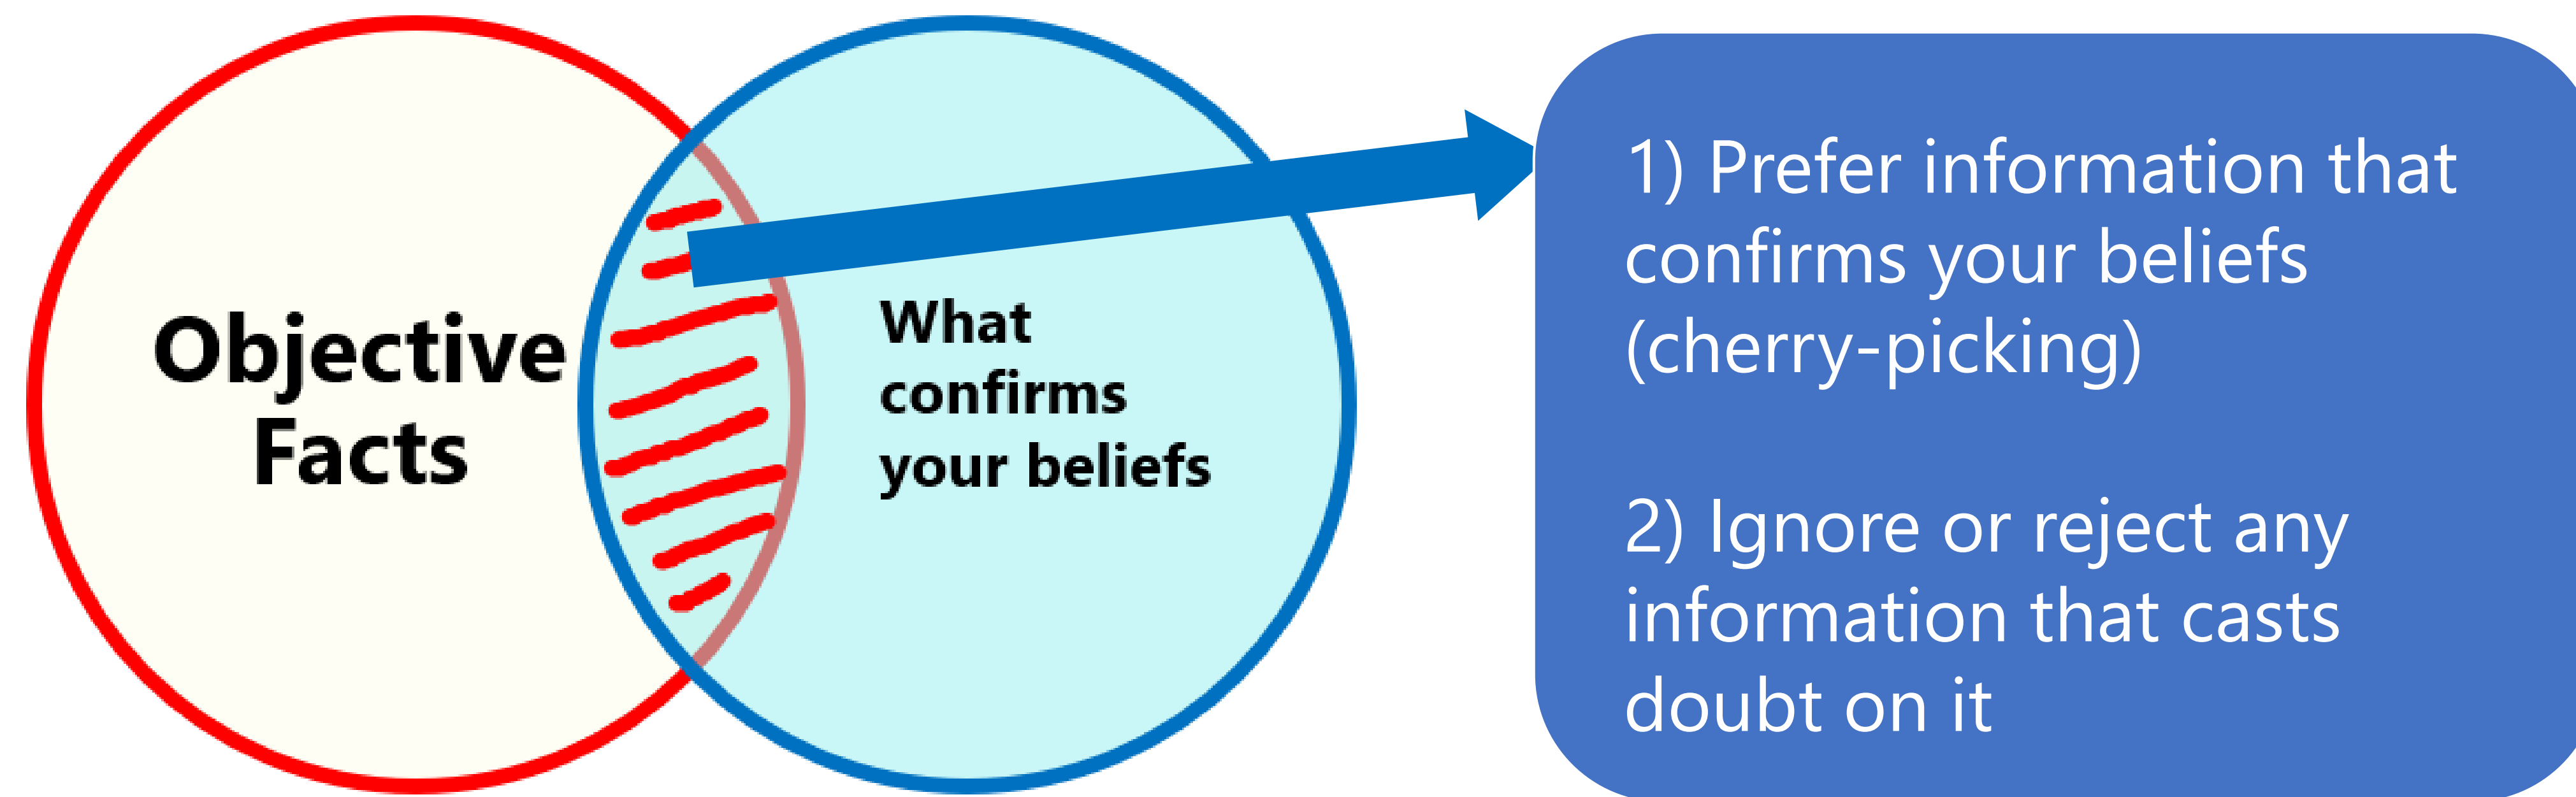 Objective
Facts
What
confirms
your beliefs
1) Prefer information that
confirms your beliefs
(cherry-picking)
2) Ignore or reject any
information that casts
doubt on it